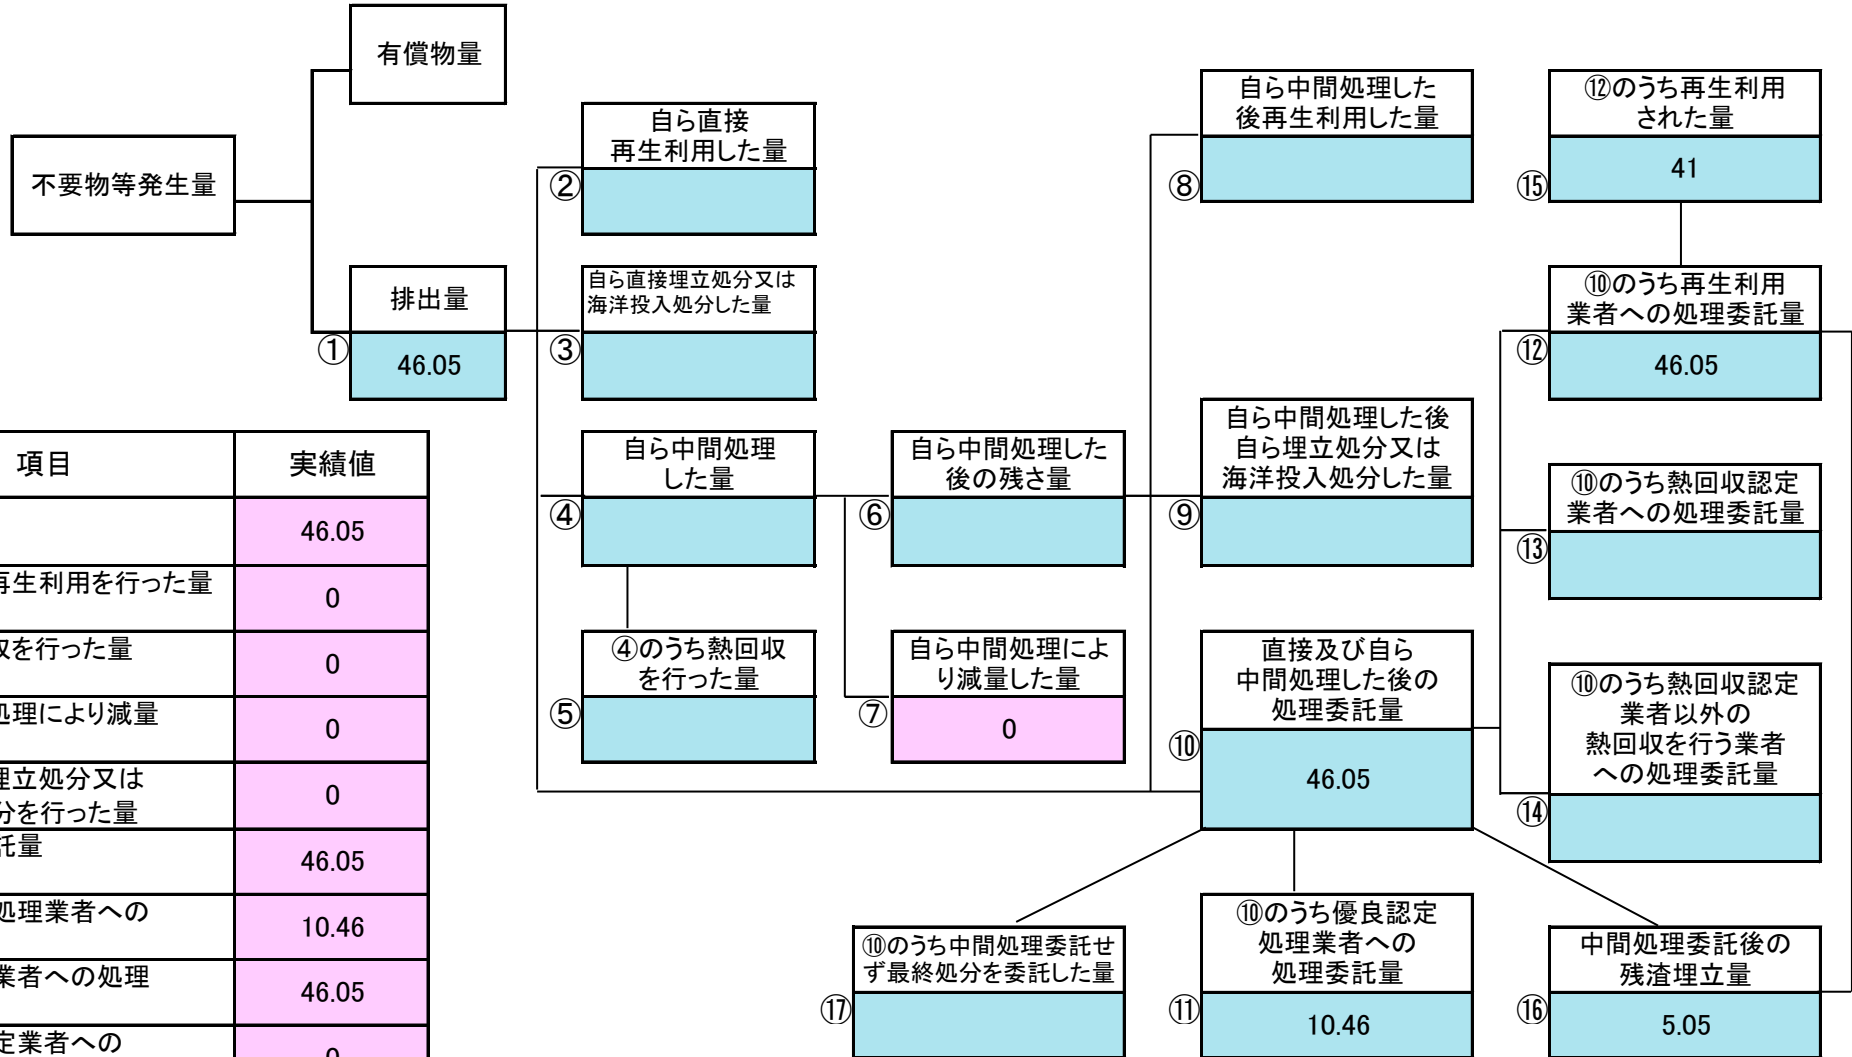 有償物量
不要物等発生量
排出量
①
46.05
自ら直接
再生利用した量
②
自ら直接埋立処分又は
海洋投入処分した量
③
自ら中間処理
した量
④
④のうち熱回収
を行った量
⑤
自ら中間処理した
後の残さ量
⑥
自ら中間処理によ
り減量した量
⑦
0
自ら中間処理した
後再生利用した量
⑧
自ら中間処理した後
自ら埋立処分又は
海洋投入処分した量
⑨
直接及び自ら
中間処理した後の
処理委託量
⑩
46.05
⑫のうち再生利用
された量
⑮
41
⑩のうち再生利用
業者への処理委託量
⑫
46.05
⑩のうち熱回収認定
業者への処理委託量
⑬
⑩のうち熱回収認定
業者以外の
熱回収を行う業者
への処理委託量
⑭
⑩のうち中間処理委託せ
ず最終処分を委託した量
⑰
⑩のうち優良認定
処理業者への
処理委託量
⑪
10.46
中間処理委託後の
残渣埋立量
⑯
5.05
項目 実績値
46.05
再生利用を行った量 0
を行った量 0
処理により減量 0
埋立処分又は
分を行った量 0
託量 46.05
処理業者への 10.46
業者への処理 46.05
定業者への 0